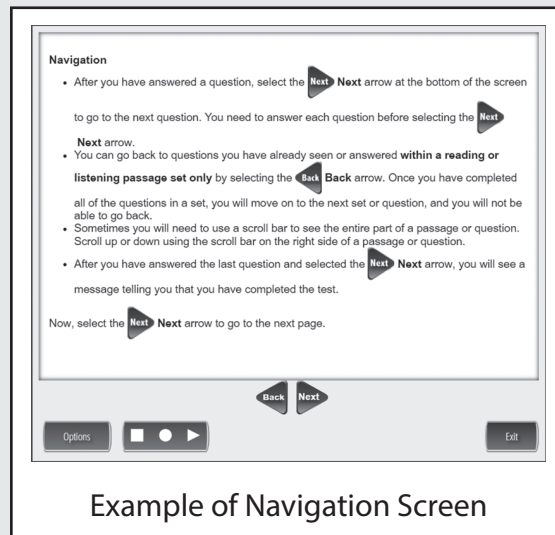 Navigation
• After you have answered a question, select the Next Next arrow at the bottom of the screen
to go to the next question. You need to answer each question before selecting the Next
Next arrow.
• You can go back to questions you have already seen or answered within a reading or
listening passage set only by selecting the Back Back arrow. Once you have completed
all of the questions in a set, you will move on to the next set or question, and you will not be
able to go back.
• Sometimes you will need to use a scroll bar to see the entire part of a passage or question.
Scroll up or down using the scroll bar on the right side of a passage or question.
• After you have answered the last question and selected the Next Next arrow, you will see a
message telling you that you have completed the test.
Now, select the Next Next arrow to go to the next page.
Back Next
Options Exit
Example of Navigation Screen